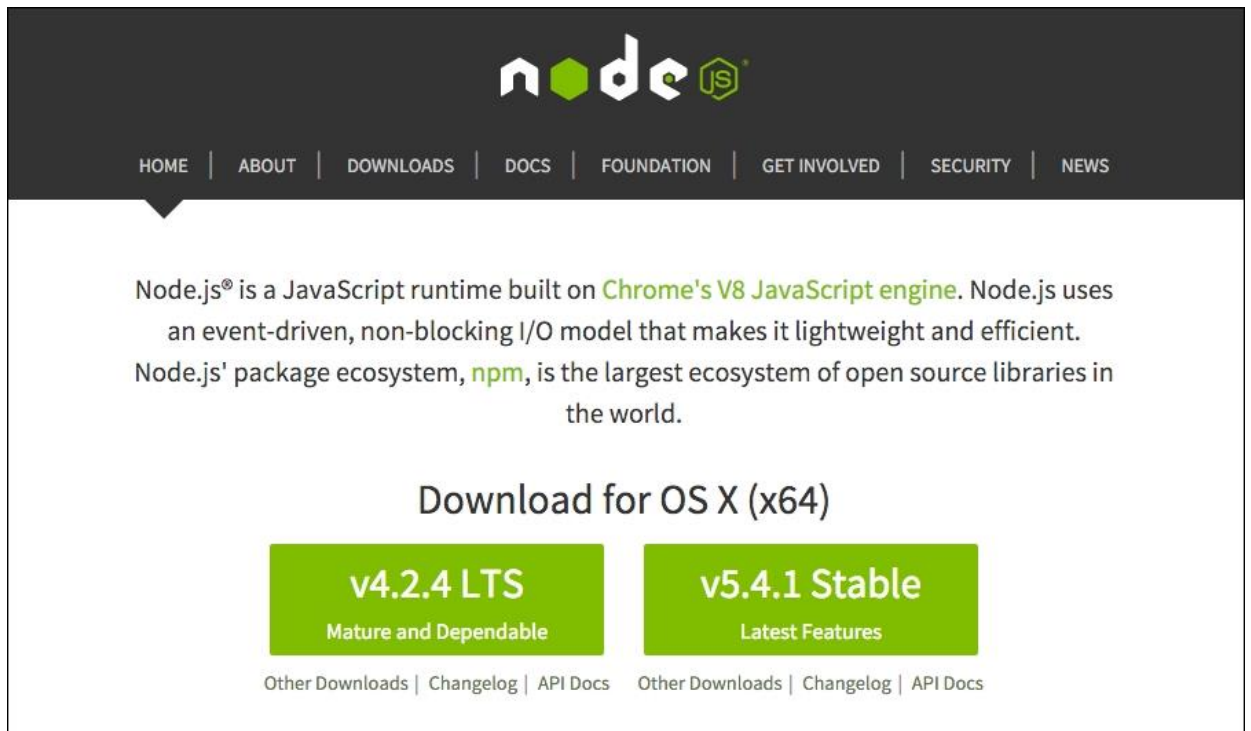 node JS®
HOME | ABOUT | DOWNLOADS | DOCS | FOUNDATION | GET INVOLVED | SECURITY | NEWS
Node.js® is a JavaScript runtime built on Chrome's V8 JavaScript engine. Node.js uses
an event-driven, non-blocking I/O model that makes it lightweight and efficient.
Node.js' package ecosystem, npm, is the largest ecosystem of open source libraries in
the world.
Download for OS X (x64)
v4.2.4 LTS
Mature and Dependable
Other Downloads | Changelog | API Docs
v5.4.1 Stable
Latest Features
Other Downloads | Changelog | API Docs